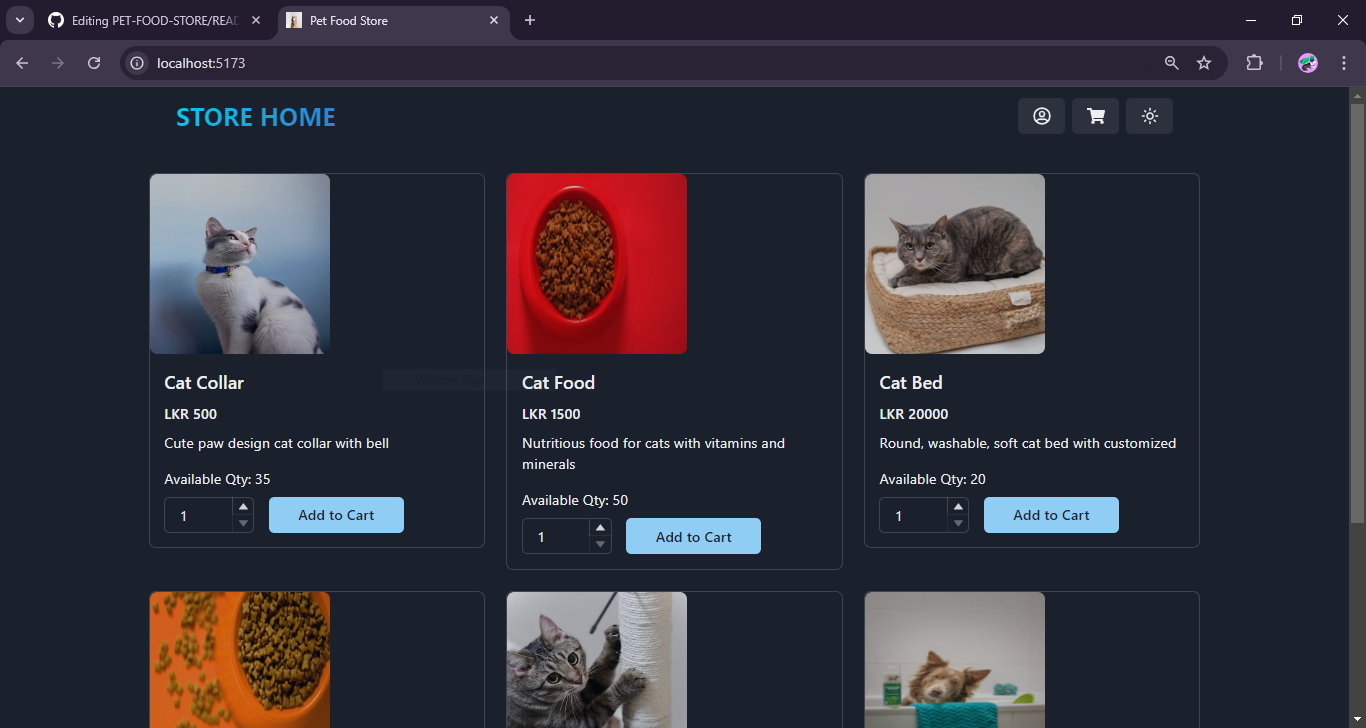 Editing PET-FOOD-STORE/READ
Pet Food Store
localhost:5173
STORE HOME
Cat Collar
LKR 500
Cute paw design cat collar with bell
Available Qty: 35
1
Add to Cart
Cat Food
LKR 1500
Nutritious food for cats with vitamins and
minerals
Available Qty: 50
1
Add to Cart
Cat Bed
LKR 20000
Round, washable, soft cat bed with customized
Available Qty: 20
1
Add to Cart